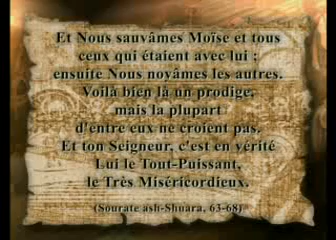 Et Nous sauvâmes Moïse et tous
ceux qui étaient avec lui ;
ensuite Nous noyâmes les autres.
Voilà bien là un prodige,
mais la plupart
d'entre eux ne croient pas.
Et ton Seigneur, c'est en vérité
Lui le Tout-Puissant,
le Très Miséricordieux.
(Sourate ash-Shuara, 63-68)